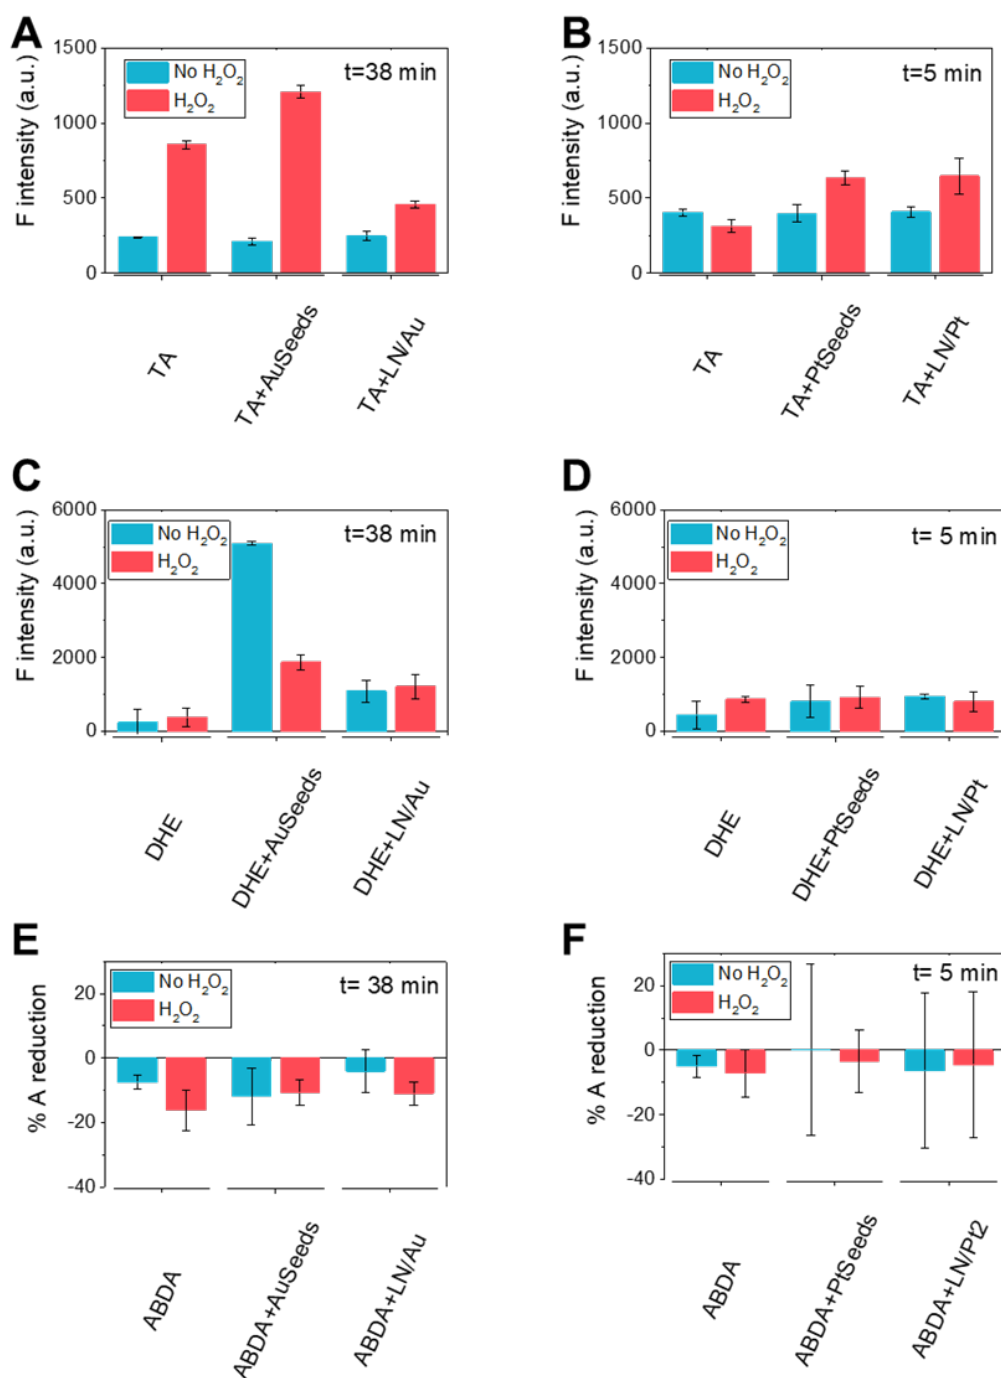 A
1500
1000
500
0
F intensity (a.u.)
No H₂O₂
H₂O₂
t=38 min
TA
TA+AuSeeds
TA+LN/Au
B
1500
1000
500
0
F intensity (a.u.)
No H₂O₂
H₂O₂
t=5 min
TA
TA+PtSeeds
TA+LN/Pt
C
6000
4000
2000
0
F intensity (a.u.)
No H₂O₂
H₂O₂
t=38 min
DHE
DHE+AuSeeds
DHE+LN/Au
D
6000
4000
2000
0
F intensity (a.u.)
No H₂O₂
H₂O₂
t= 5 min
DHE
DHE+PtSeeds
DHE+LN/Pt
E
20
0
-20
-40
% A reduction
No H₂O₂
H₂O₂
t= 38 min
ABDA
ABDA+AuSeeds
ABDA+LN/Au
F
20
0
-20
-40
% A reduction
No H₂O₂
H₂O₂
t= 5 min
ABDA
ABDA+PtSeeds
ABDA+LN/Pt2